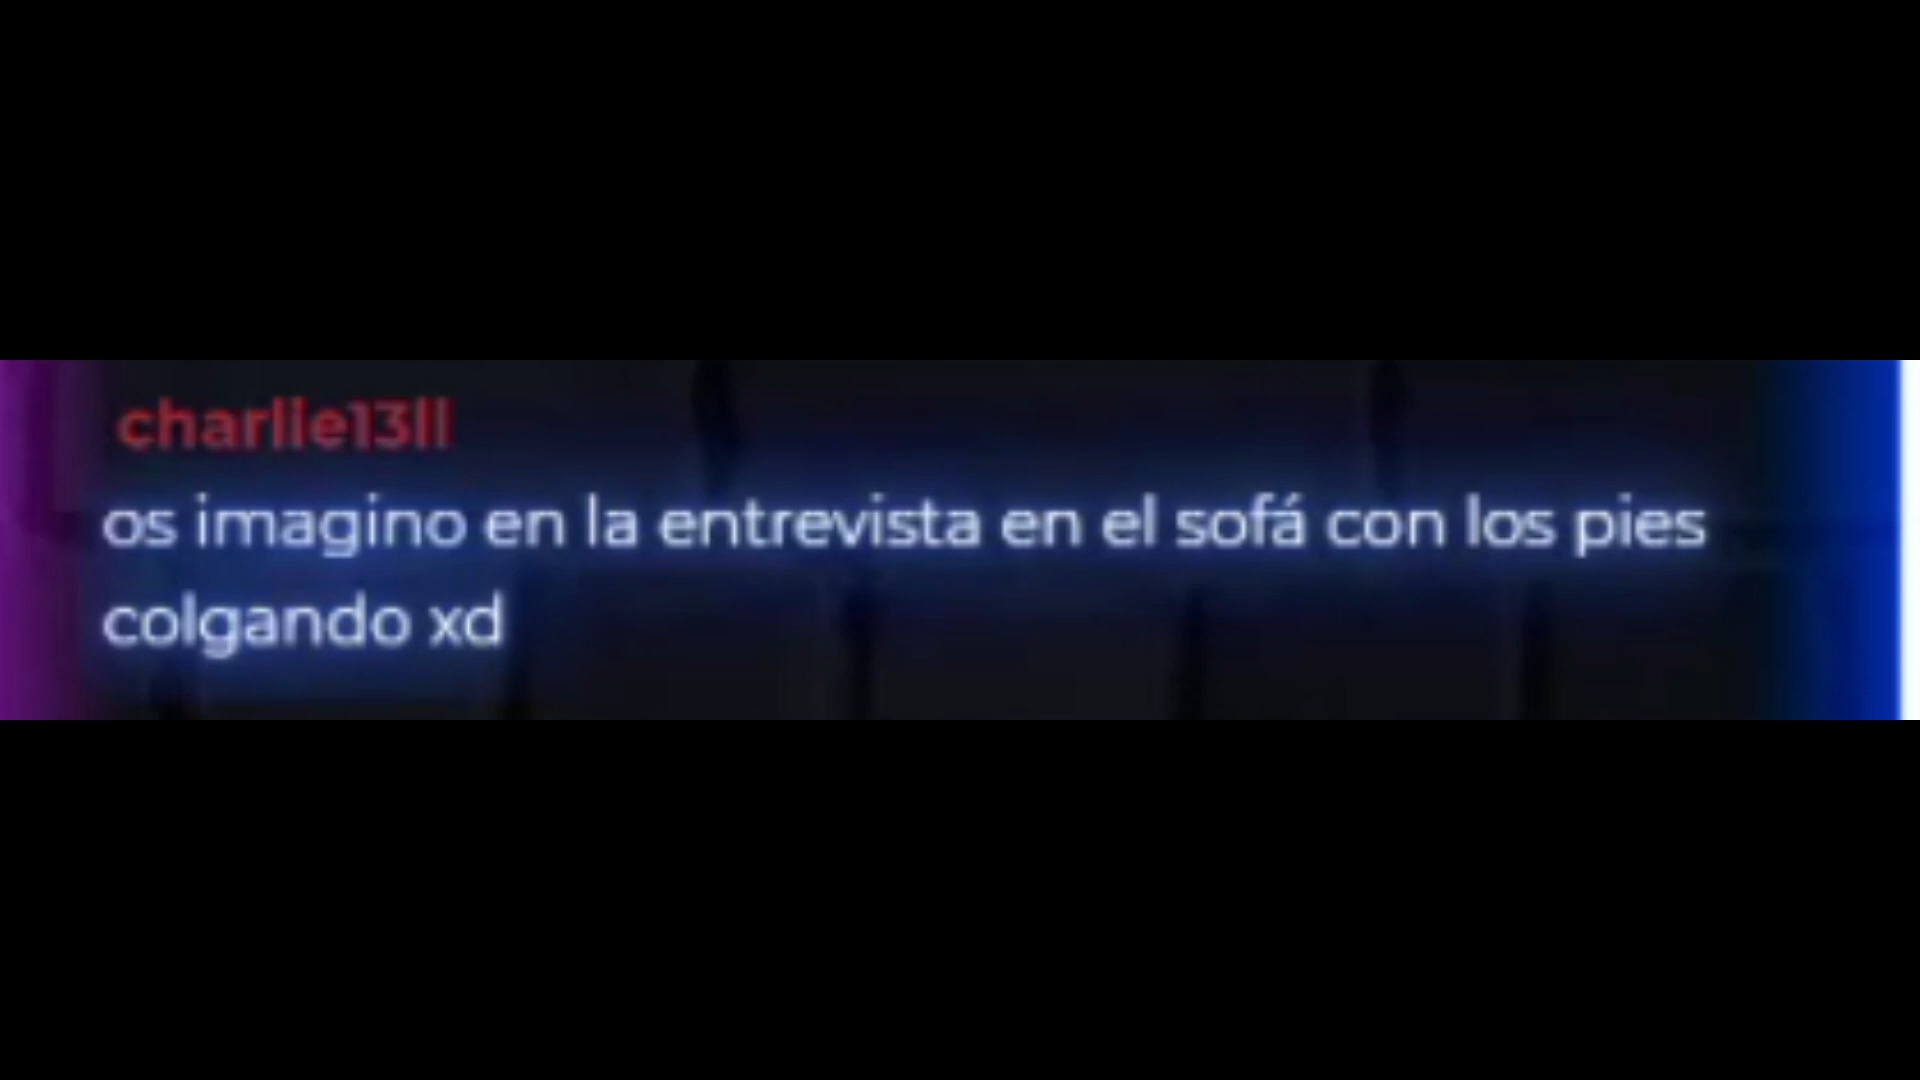 charlie13ll
os imagino en la entrevista en el sofá con los pies
colgando xd